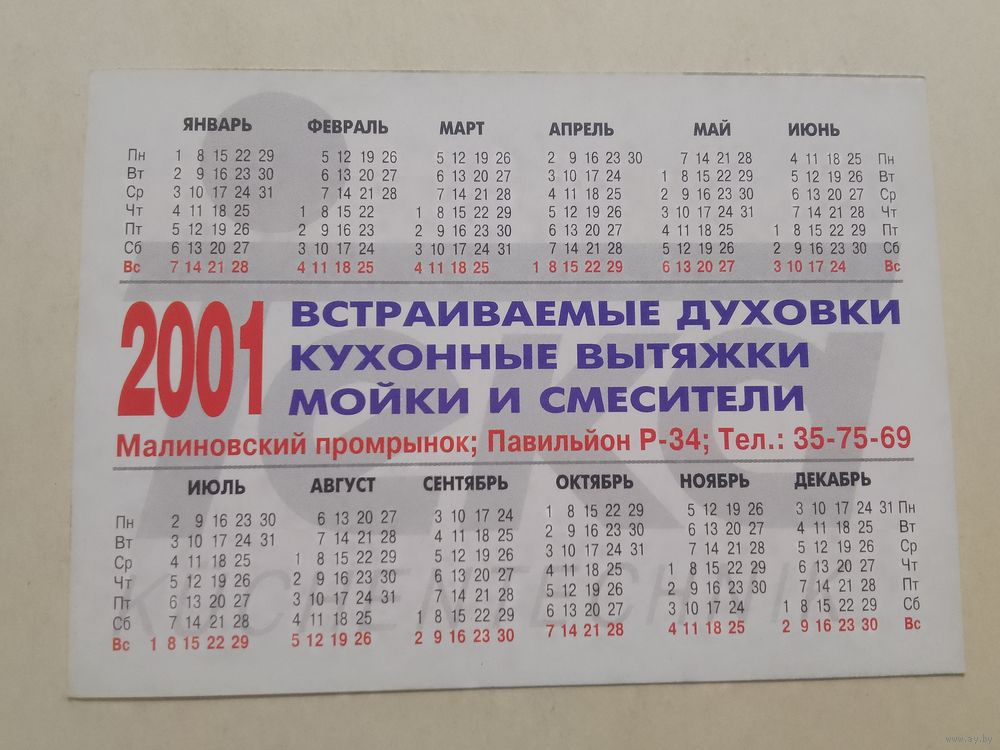 ЯНВАРЬ ФЕВРАЛЬ МАРТ АПРЕЛЬ МАЙ ИЮНЬ
Пн 1 8 15 22 29 5 12 19 26 5 12 19 26 2 9 16 23 30 7 14 21 28 4 11 18 25 Пн
Вт 2 9 16 23 30 6 13 20 27 6 13 20 27 3 10 17 24 1 8 15 22 29 5 12 19 26 Вт
Ср 3 10 17 24 31 7 14 21 28 7 14 21 28 4 11 18 25 2 9 16 23 30 6 13 20 27 Ср
Чт 4 11 18 25 1 8 15 22 1 8 15 22 29 5 12 19 26 3 10 17 24 31 7 14 21 28 Чт
Пт 5 12 19 26 2 9 16 23 2 9 16 23 30 6 13 20 27 4 11 18 25 1 8 15 22 29 Пт
Сб 6 13 20 27 3 10 17 24 3 10 17 24 31 7 14 21 28 5 12 19 26 2 9 16 23 30 Сб
Вс 7 14 21 28 4 11 18 25 4 11 18 25 1 8 15 22 29 6 13 20 27 3 10 17 24 Вс
2001
ВСТРАИВАЕМЫЕ ДУХОВКИ
КУХОННЫЕ ВЫТЯЖКИ
МОЙКИ И СМЕСИТЕЛИ
Малиновский промрынок; Павильйон Р-34; Тел.: 35-75-69
ИЮЛЬ АВГУСТ СЕНТЯБРЬ ОКТЯБРЬ НОЯБРЬ ДЕКАБРЬ
Пн 2 9 16 23 30 6 13 20 27 3 10 17 24 1 8 15 22 29 5 12 19 26 3 10 17 24 31 Пн
Вт 3 10 17 24 31 7 14 21 28 4 11 18 25 2 9 16 23 30 6 13 20 27 4 11 18 25 Вт
Ср 4 11 18 25 1 8 15 22 29 5 12 19 26 3 10 17 24 31 7 14 21 28 5 12 19 26 Ср
Чт 5 12 19 26 2 9 16 23 30 6 13 20 27 4 11 18 25 1 8 15 22 29 6 13 20 27 Чт
Пт 6 13 20 27 3 10 17 24 31 7 14 21 28 5 12 19 26 2 9 16 23 30 7 14 21 28 Пт
Сб 7 14 21 28 4 11 18 25 1 8 15 22 29 6 13 20 27 3 10 17 24 1 8 15 22 29 Сб
Вс 1 8 15 22 29 5 12 19 26 2 9 16 23 30 7 14 21 28 4 11 18 25 2 9 16 23 30 Вс
Teka
www.ay.by